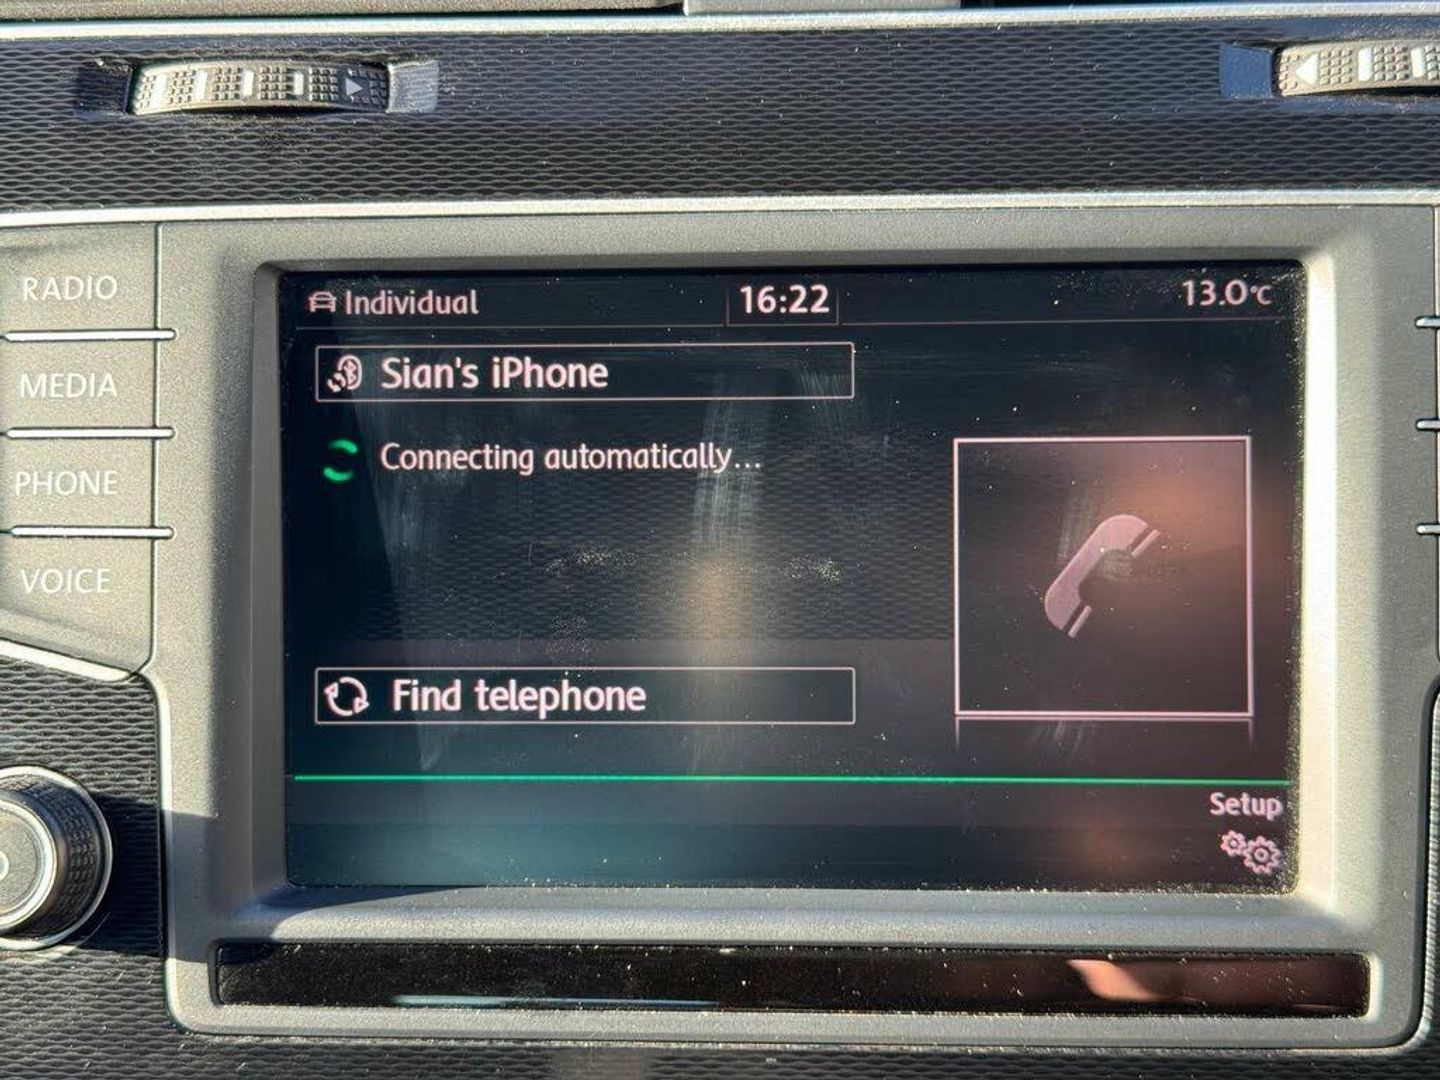 RADIO
MEDIA
PHONE
VOICE
Individual
16:22
13.0°C
Sian's iPhone
Connecting automatically...
Find telephone
Setup